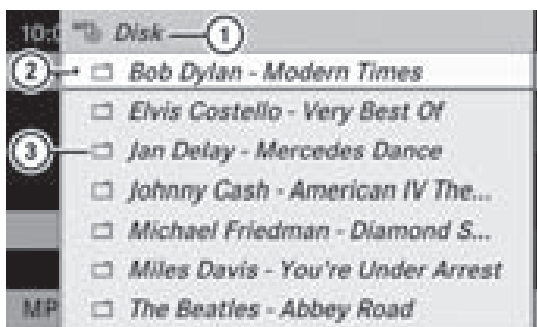 10:0 Disk 1
2 Bob Dylan - Modern Times
Elvis Costello - Very Best Of
3 Jan Delay - Mercedes Dance
Johnny Cash - American IV The...
Michael Friedman - Diamond S...
Miles Davis - You're Under Arrest
MP The Beatles - Abbey Road